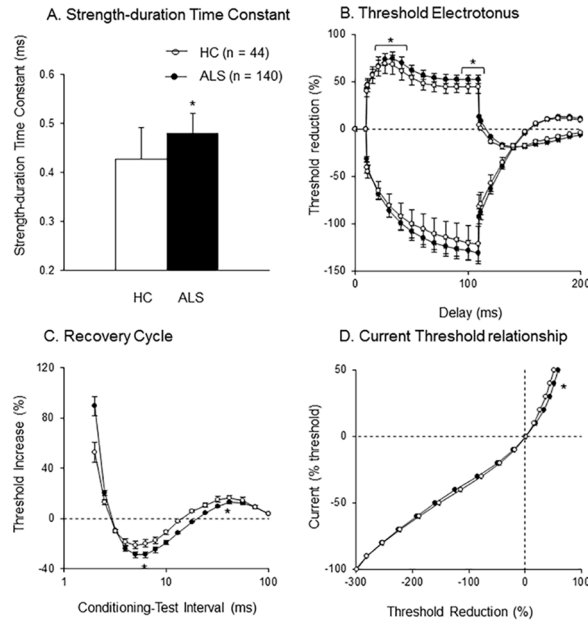 A. Strength-duration Time Constant
Strength-duration Time Constant (ms)
0.6
0.5
0.4
0.3
0.2
HC (n = 44)
ALS (n = 140)
*
HC ALS
B. Threshold Electrotonus
Threshold reduction (%)
100
50
0
-50
-100
-150
* *
0 100 200
Delay (ms)
C. Recovery Cycle
Threshold Increase (%)
120
80
40
0
-40
*
*
1 10 100
Conditioning-Test Interval (ms)
D. Current Threshold relationship
Current (% threshold)
50
0
-50
-100
*
-300 -200 -100 0 100
Threshold Reduction (%)